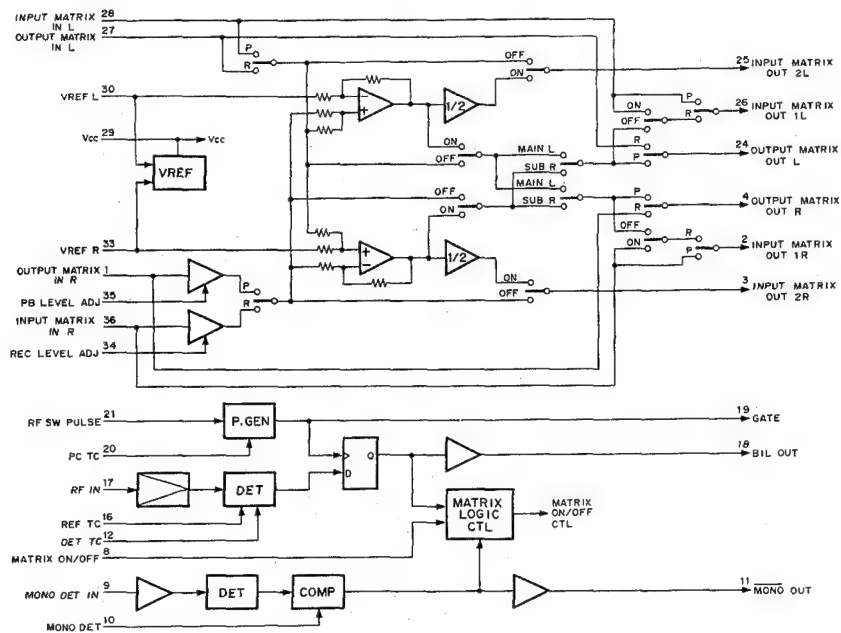 INPUT MATRIX IN L 28
OUTPUT MATRIX IN L 27
P
R
OFF
ON
25 INPUT MATRIX OUT 2L
VREF L 30
1/2
ON
OFF
P
R
26 INPUT MATRIX OUT 1L
Vcc 29
Vcc
VREF
ON
OFF
MAIN L
SUB R
MAIN L
SUB R
R
P
24 OUTPUT MATRIX OUT L
OFF
ON
P
R
4 OUTPUT MATRIX OUT R
VREF R 33
OFF
ON
R
P
2 INPUT MATRIX OUT 1R
OUTPUT MATRIX IN R 1
1/2
PB LEVEL ADJ 35
P
R
ON
OFF
3 INPUT MATRIX OUT 2R
INPUT MATRIX IN R 36
REC LEVEL ADJ 34
RF SW PULSE 21
P.GEN
19 GATE
PC TC 20
Q
D
18 BIL OUT
RF IN 17
DET
REF TC 16
DET TC 12
MATRIX LOGIC CTL
MATRIX ON/OFF CTL
MATRIX ON/OFF 8
MONO DET IN 9
DET
COMP
11 MONO OUT
MONO DET 10